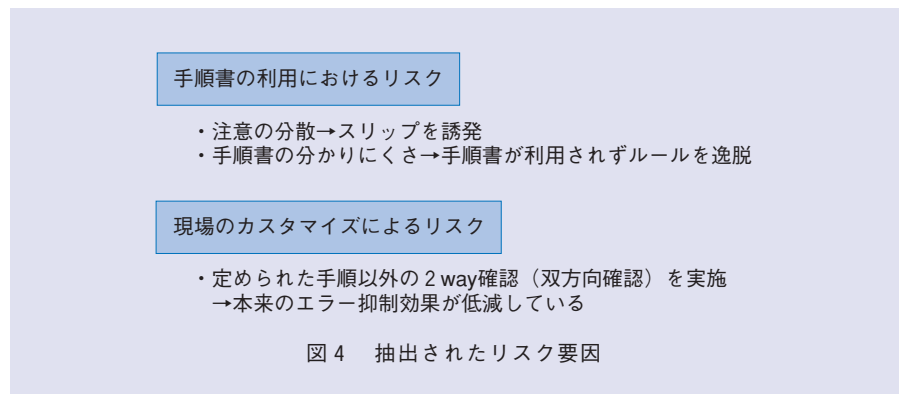 手順書の利用におけるリスク
・注意の分散→スリップを誘発
・手順書の分かりにくさ→手順書が利用されずルールを逸脱
現場のカスタマイズによるリスク
・定められた手順以外の2way確認（双方向確認）を実施
→本来のエラー抑制効果が低減している
図4　抽出されたリスク要因